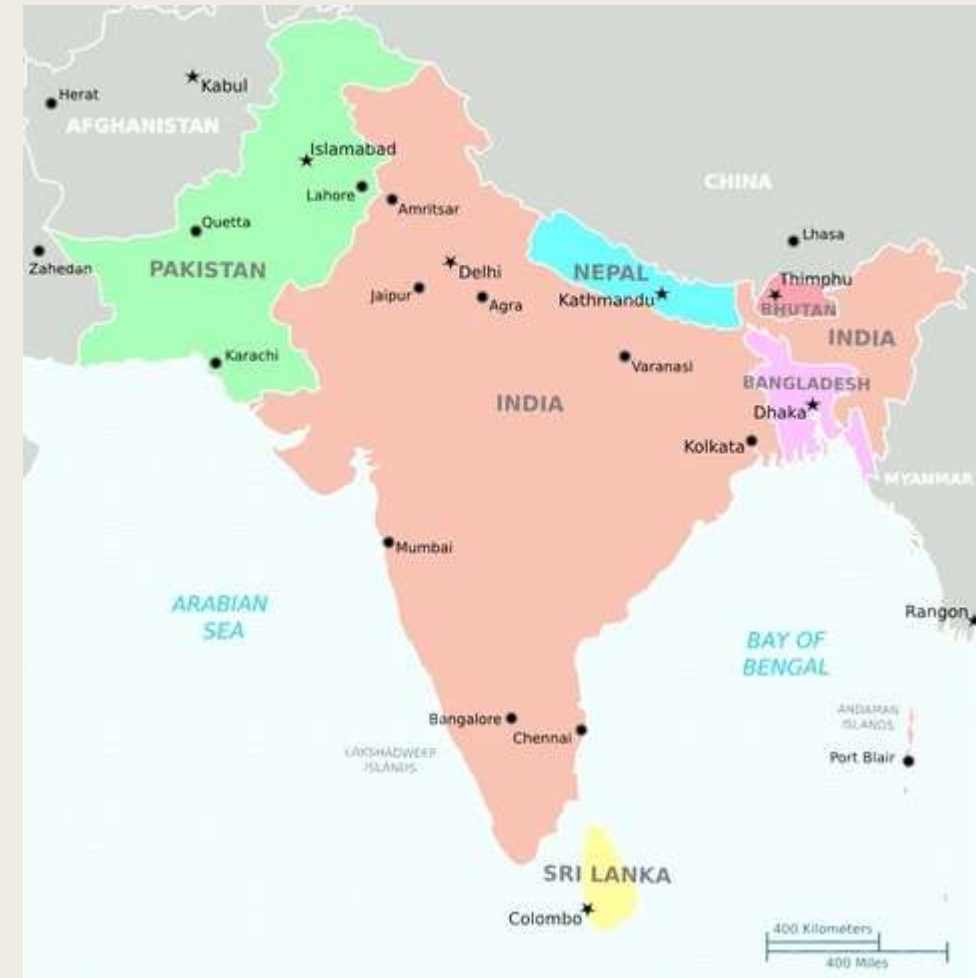 Kabul
Herat
AFGHANISTAN
Islamabad
CHINA
Lahore
Amritsar
Quetta
Lhasa
Zahedan
PAKISTAN
Delhi
NEPAL
Thimphu
Jaipur
Agra
Kathmandu
BHUTAN
INDIA
Karachi
Varanasi
BANGLADESH
INDIA
Dhaka
Kolkata
MYANMAR
Mumbai
ARABIAN
SEA
Rangon
BAY OF
BENGAL
ANDAMAN
ISLANDS
Bangalore
Chennai
LAKSHADWEEP
ISLANDS
Port Blair
SRI LANKA
Colombo
400 Kilometers
400 Miles